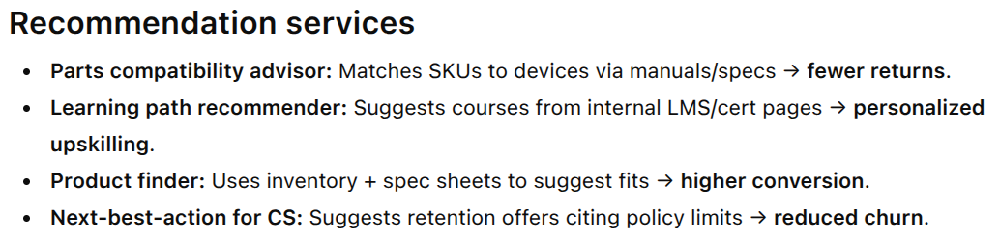 Recommendation services
• Parts compatibility advisor: Matches SKUs to devices via manuals/specs → fewer returns.
• Learning path recommender: Suggests courses from internal LMS/cert pages → personalized
upskilling.
• Product finder: Uses inventory + spec sheets to suggest fits → higher conversion.
• Next-best-action for CS: Suggests retention offers citing policy limits → reduced churn.